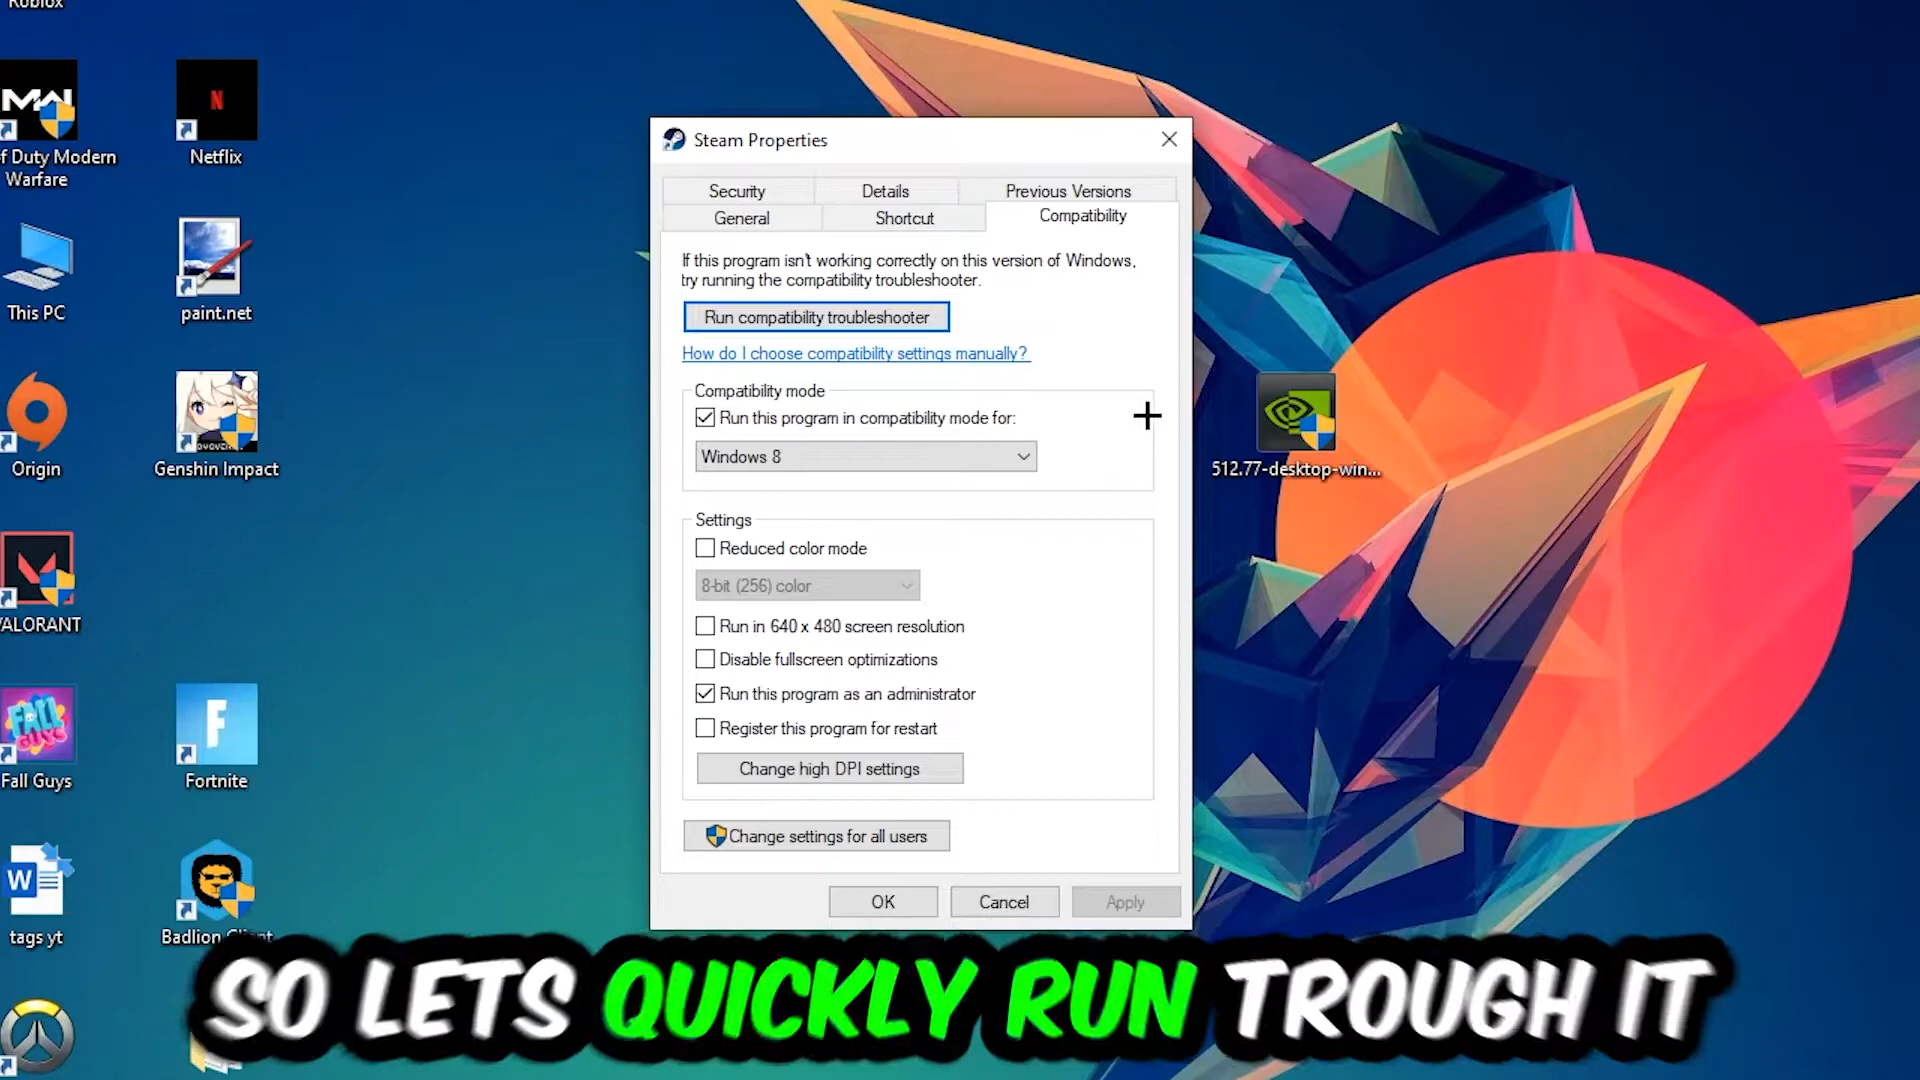 Roblox
MW
f Duty Modern
Warfare
N
Netflix
This PC
paint.net
Origin
Genshin Impact
VALORANT
FALL
GUYS
Fall Guys
F
Fortnite
W
tags yt
Badlion Client
Steam Properties
Security Details Previous Versions
General Shortcut Compatibility
If this program isn't working correctly on this version of Windows,
try running the compatibility troubleshooter.
Run compatibility troubleshooter
How do I choose compatibility settings manually?
Compatibility mode
Run this program in compatibility mode for:
Windows 8
Settings
Reduced color mode
8-bit (256) color
Run in 640 x 480 screen resolution
Disable fullscreen optimizations
Run this program as an administrator
Register this program for restart
Change high DPI settings
Change settings for all users
OK Cancel Apply
512.77-desktop-win...
SO LETS QUICKLY RUN TROUGH IT